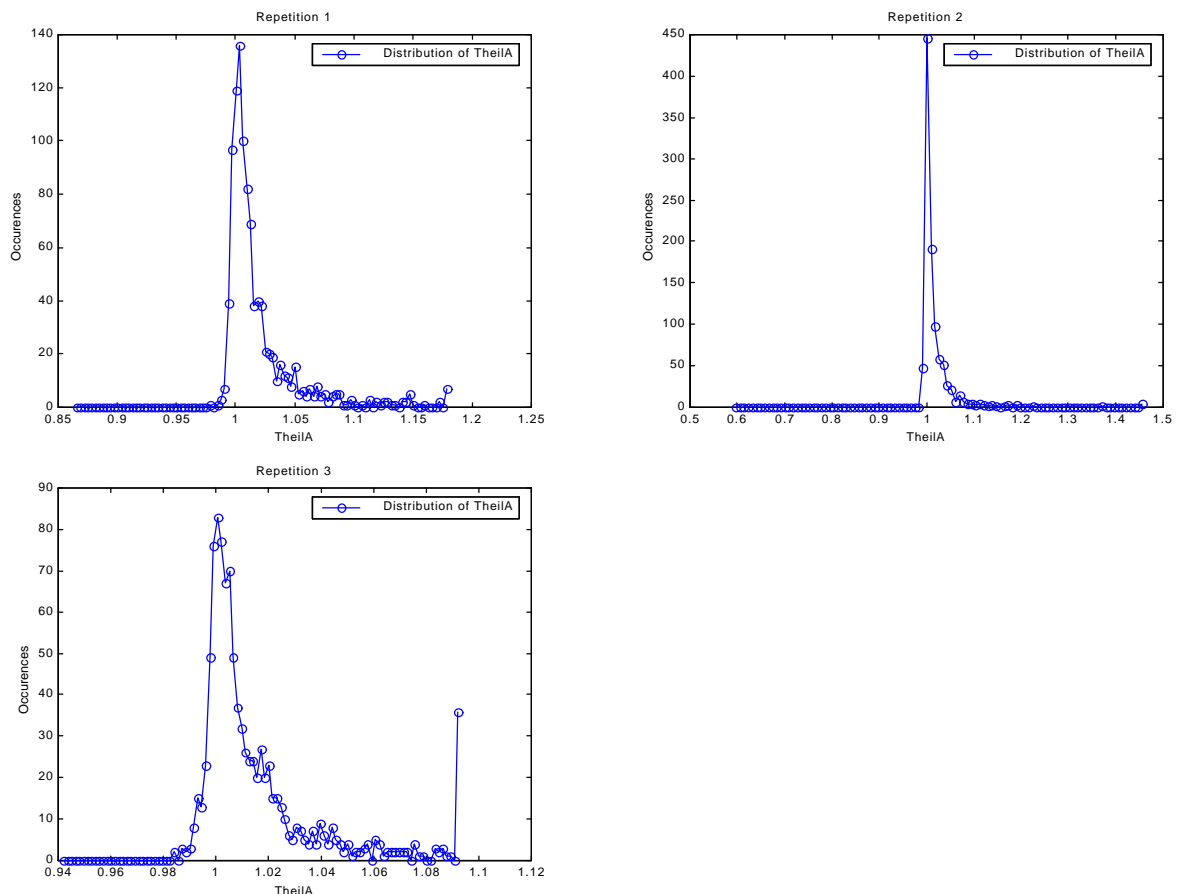 Repetition 1
140
120
100
80
60
40
20
0
Occurences
Distribution of TheilA
0.85 0.9 0.95 1 1.05 1.1 1.15 1.2 1.25
TheilA
Repetition 2
450
400
350
300
250
200
150
100
50
0
Occurences
Distribution of TheilA
0.5 0.6 0.7 0.8 0.9 1 1.1 1.2 1.3 1.4 1.5
TheilA
Repetition 3
90
80
70
60
50
40
30
20
10
0
Occurences
Distribution of TheilA
0.94 0.96 0.98 1 1.02 1.04 1.06 1.08 1.1 1.12
TheilA